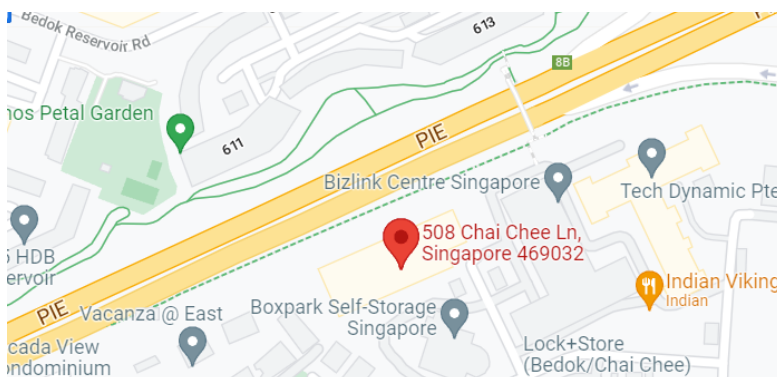 Bedok Reservoir Rd
613
8B
nos Petal Garden
611
PIE
Bizlink Centre Singapore
Tech Dynamic Pte
508 Chai Chee Ln,
Singapore 469032
5 HDB
ervoir
Indian Viking
Indian
Vacanza @ East
Boxpark Self-Storage
Singapore
PIE
Lock+Store
(Bedok/Chai Chee)
cada View
ondominium